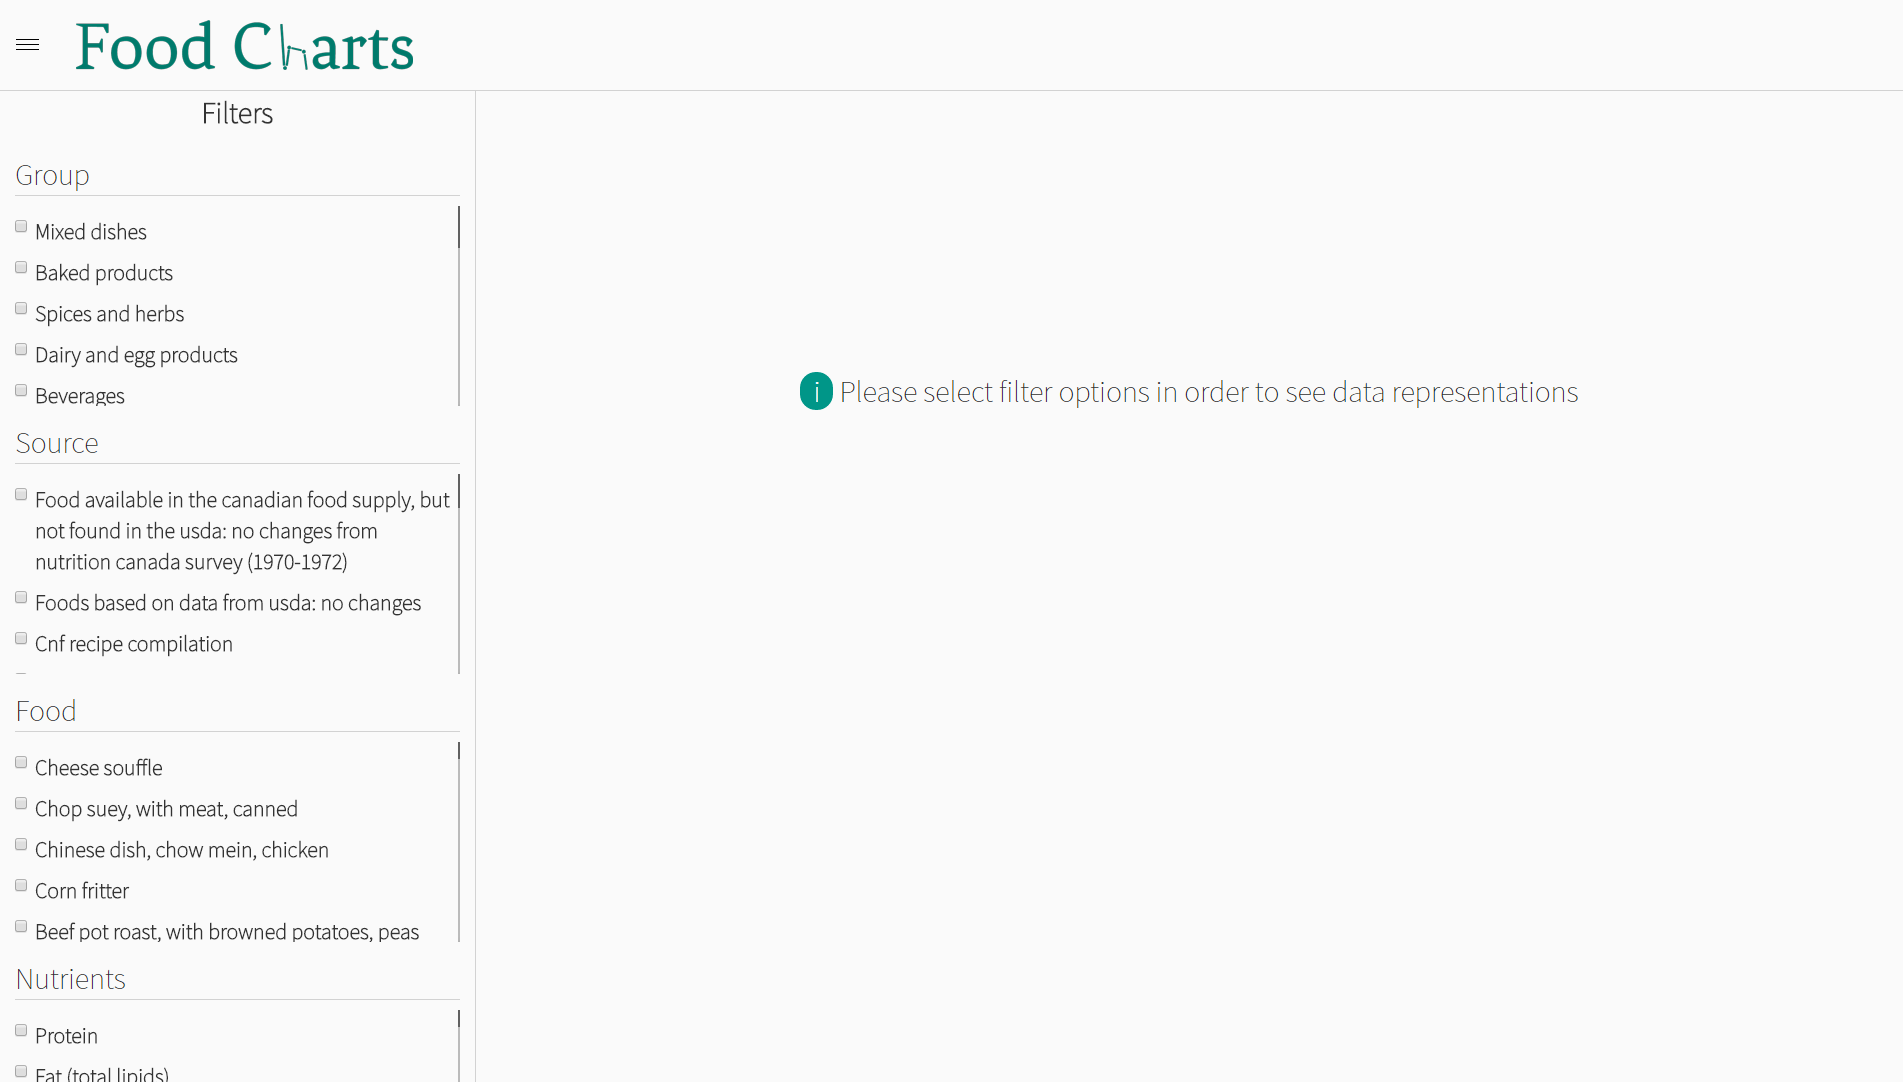 Food Charts
Filters
Group
Mixed dishes
Baked products
Spices and herbs
Dairy and egg products
Beverages
Source
Food available in the canadian food supply, but
not found in the usda: no changes from
nutrition canada survey (1970-1972)
Foods based on data from usda: no changes
Cnf recipe compilation
Food
Cheese souffle
Chop suey, with meat, canned
Chinese dish, chow mein, chicken
Corn fritter
Beef pot roast, with browned potatoes, peas
Nutrients
Protein
Fat (total lipids)
i Please select filter options in order to see data representations